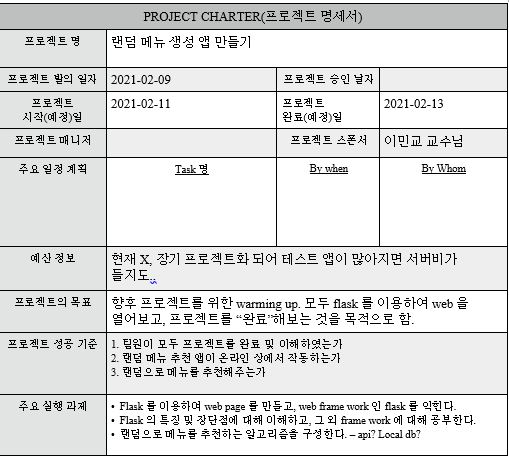 PROJECT CHARTER(프로젝트 명세서)
프로젝트 명 랜덤 메뉴 생성 앱 만들기
프로젝트 발의 일자 2021-02-09 프로젝트 승인 날자
프로젝트 시작(예정)일 2021-02-11 프로젝트 완료(예정)일 2021-02-13
프로젝트 매니저 프로젝트 스폰서 이민교 교수님
주요 일정 계획 Task 명 By when By Whom
예산 정보 현재 X, 장기 프로젝트화 되어 테스트 앱이 많아지면 서버비가
들지도..
프로젝트의 목표 향후 프로젝트를 위한 warming up. 모두 flask 를 이용하여 web 을
열어보고, 프로젝트를 “완료”해보는 것을 목적으로 함.
프로젝트 성공 기준 1. 팀원이 모두 프로젝트를 완료 및 이해하였는가
2. 랜덤 메뉴 추천 앱이 온라인 상에서 작동하는가
3. 랜덤으로 메뉴를 추천해주는가
주요 실행 과제 • Flask 를 이용하여 web page 를 만들고, web frame work 인 flask 를 익힌다.
• Flask 의 특징 및 장단점에 대해 이해하고, 그 외 frame work 에 대해 공부한다.
• 랜덤으로 메뉴를 추천하는 알고리즘을 구성한다. – api? Local db?